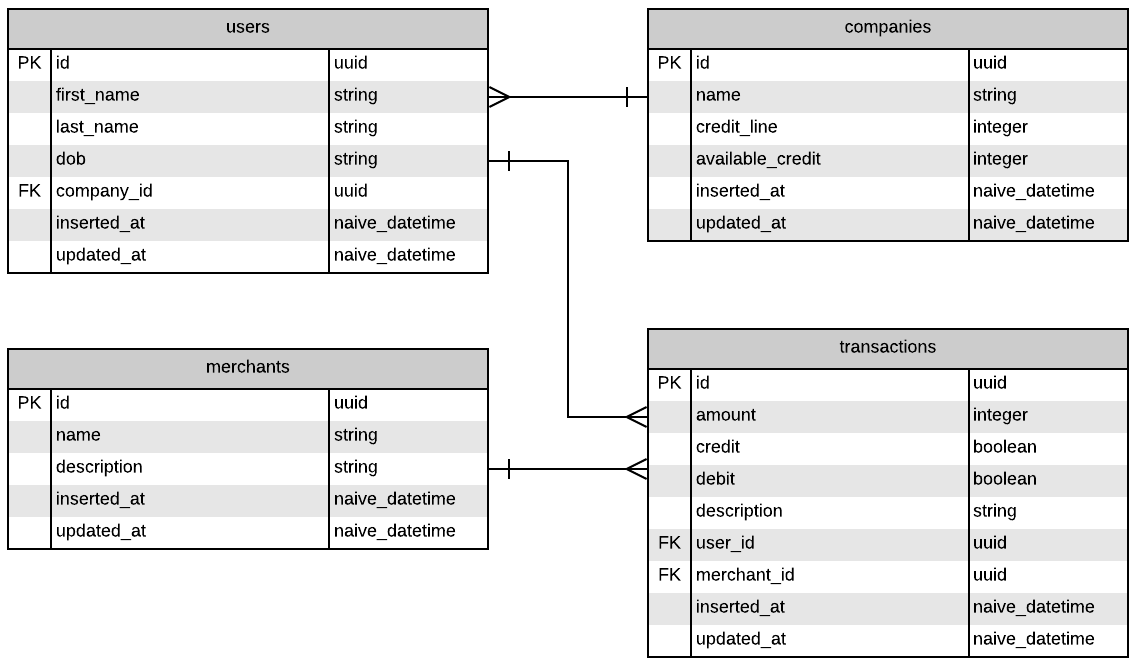 users
PK id uuid
first_name string
last_name string
dob string
FK company_id uuid
inserted_at naive_datetime
updated_at naive_datetime
companies
PK id uuid
name string
credit_line integer
available_credit integer
inserted_at naive_datetime
updated_at naive_datetime
merchants
PK id uuid
name string
description string
inserted_at naive_datetime
updated_at naive_datetime
transactions
PK id uuid
amount integer
credit boolean
debit boolean
description string
FK user_id uuid
FK merchant_id uuid
inserted_at naive_datetime
updated_at naive_datetime